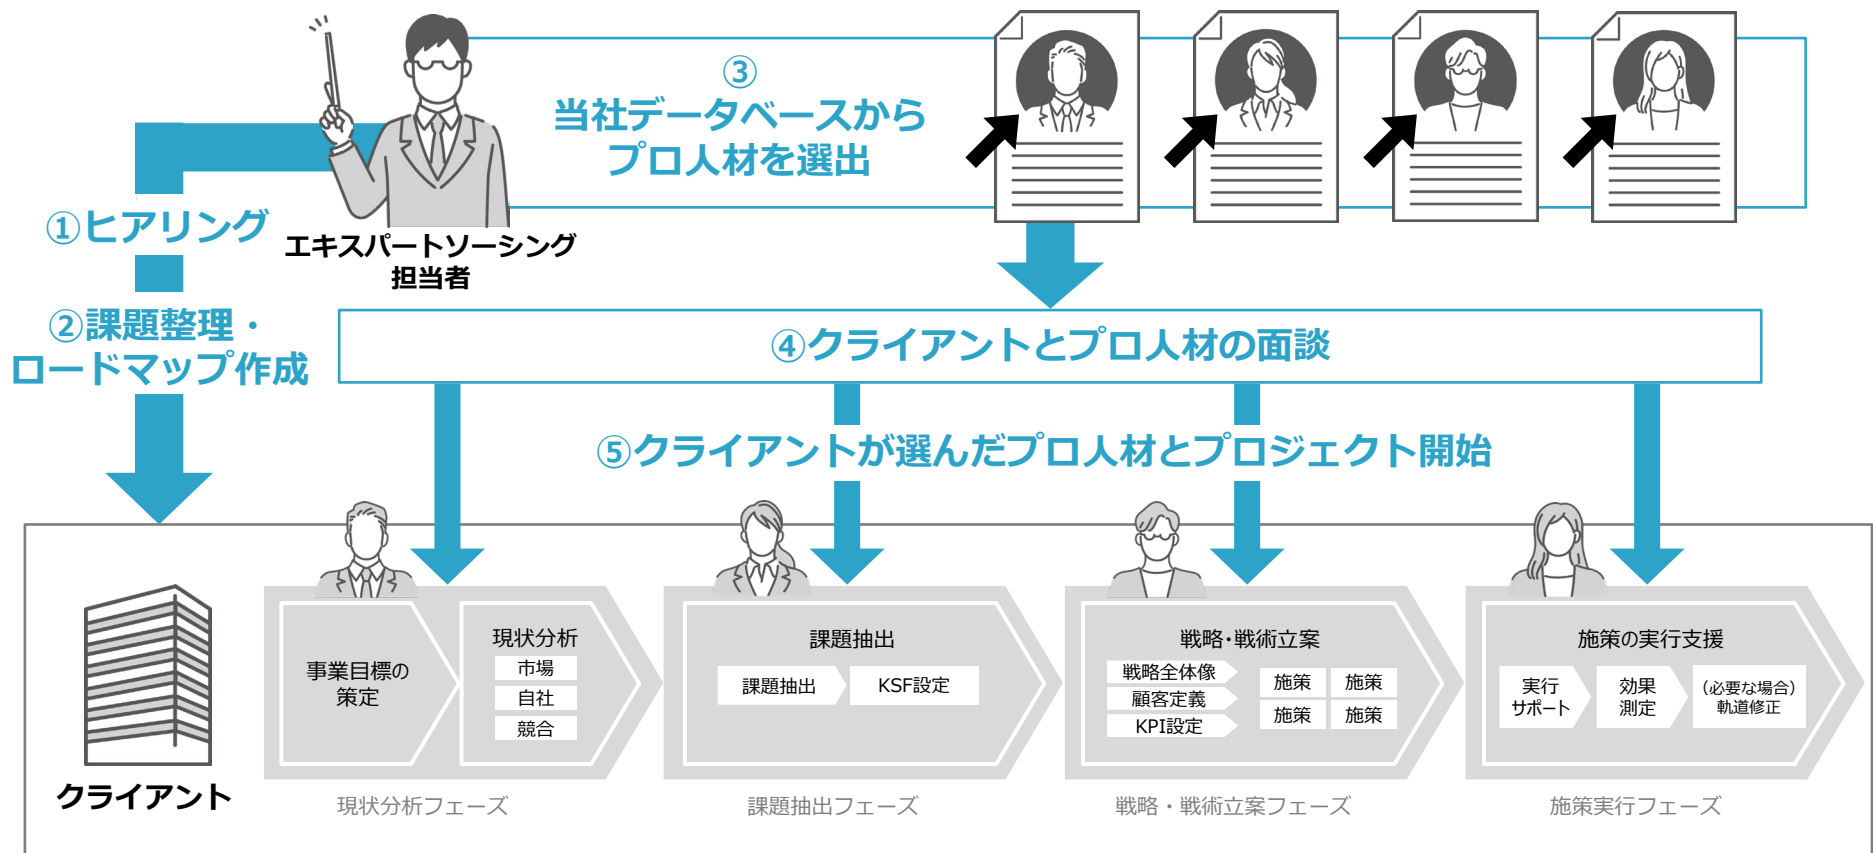 ③
当社データベースから
プロ人材を選出
①ヒアリング
エキスパートソーシング
担当者
②課題整理・
ロードマップ作成
④クライアントとプロ人材の面談
⑤クライアントが選んだプロ人材とプロジェクト開始
クライアント
事業目標の
策定
現状分析
市場
自社
競合
現状分析フェーズ
課題抽出
課題抽出
KSF設定
課題抽出フェーズ
戦略・戦術立案
戦略全体像
顧客定義
KPI設定
施策
施策
施策
施策
戦略・戦術立案フェーズ
施策の実行支援
実行
サポート
効果
測定
（必要な場合）
軌道修正
施策実行フェーズ